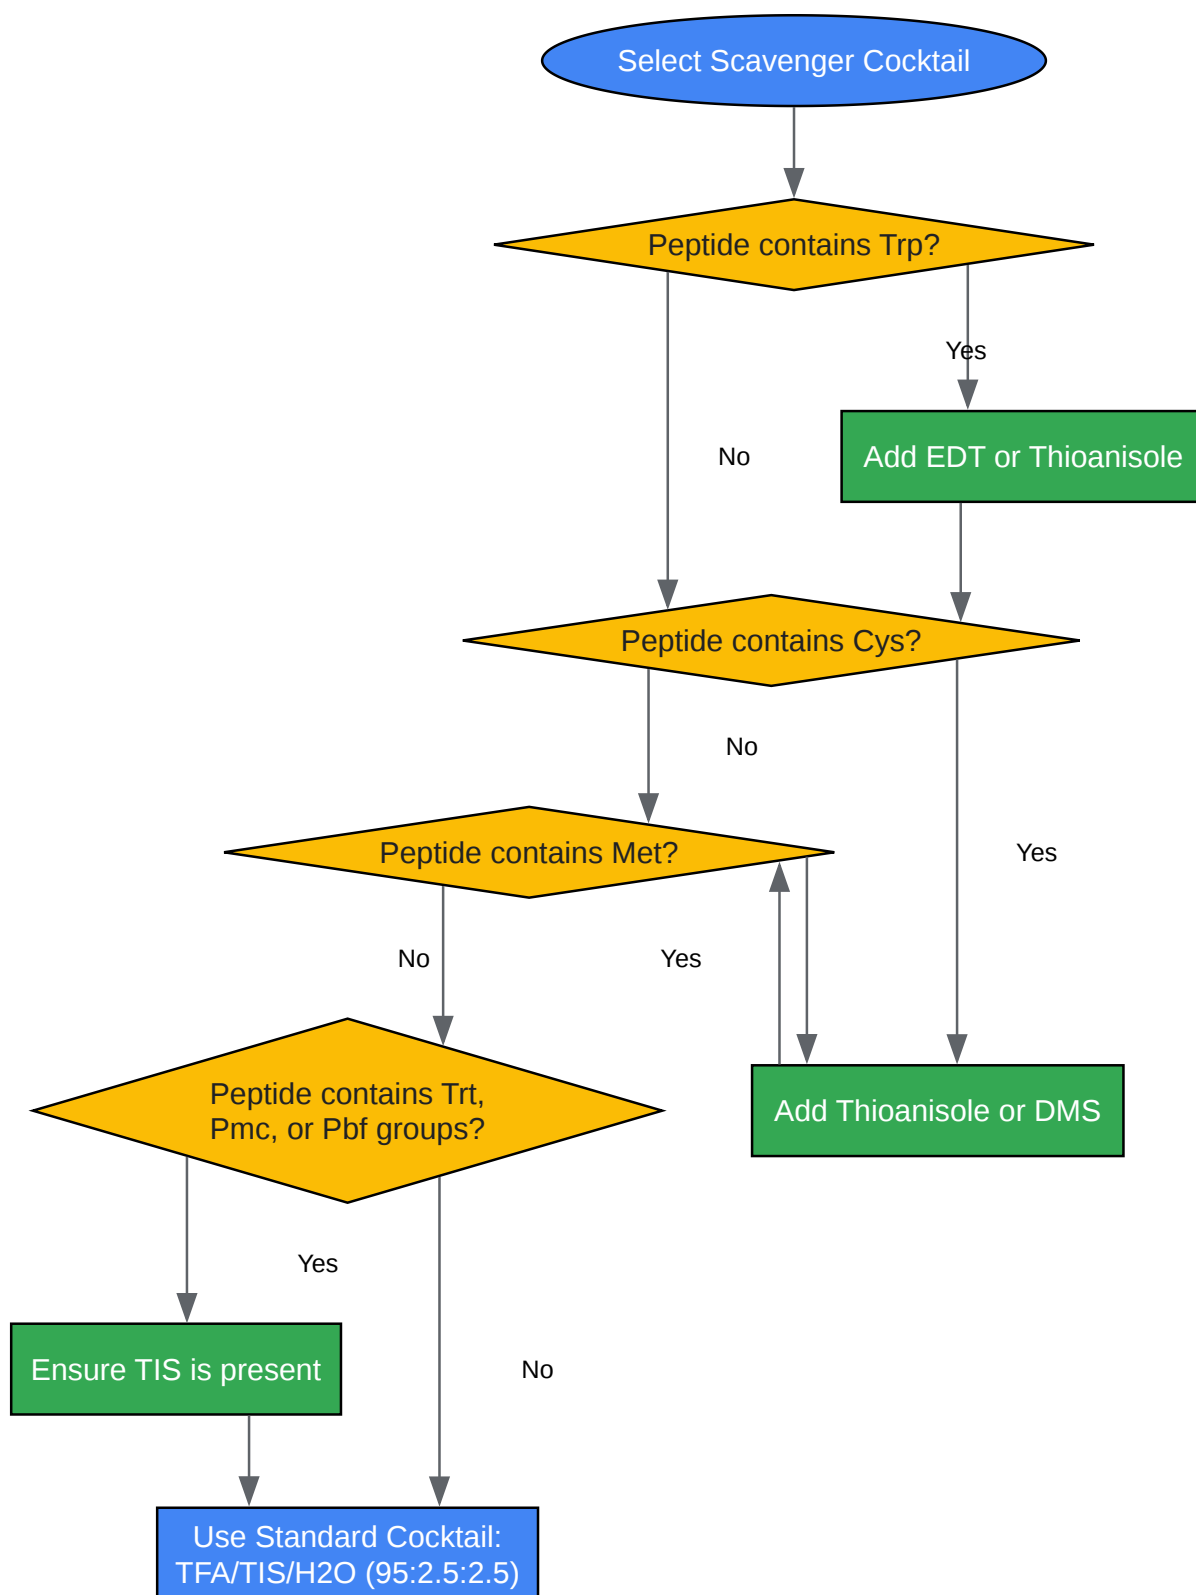 Select Scavenger Cocktail
Peptide contains Trp?
Yes
No
Add EDT or Thioanisole
Peptide contains Cys?
No
Peptide contains Met?
Yes
No
Yes
Peptide contains Trt,
Pmc, or Pbf groups?
Add Thioanisole or DMS
Yes
Ensure TIS is present
No
Use Standard Cocktail:
TFA/TIS/H2O (95:2.5:2.5)